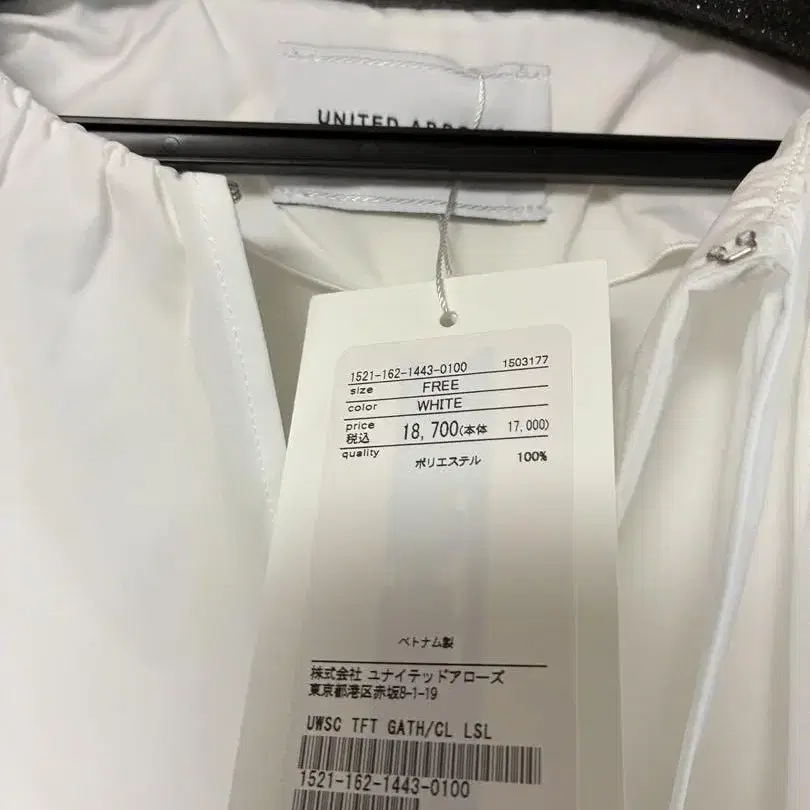 UNITED
1521-162-1443-0100 1503177
size FREE
color WHITE
price
税込 18,700(本体 17,000)
quality
ポリエステル 100%
ベトナム製
株式会社 ユナイテッドアローズ
東京都港区赤坂8-1-19
UWSC TFT GATH/CL LSL
1521-162-1443-0100